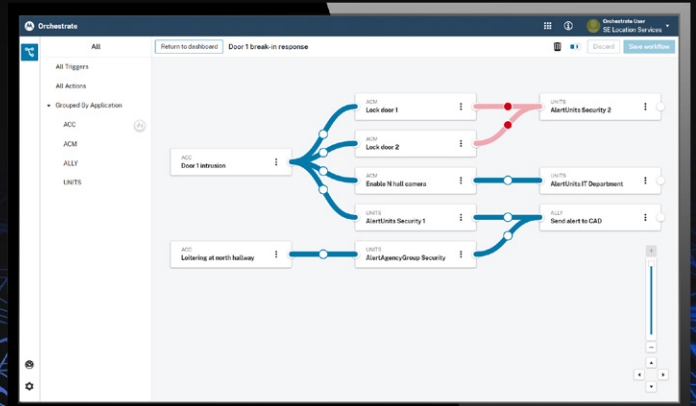 Orchestrate
Orchestrate User
SE Location Services
All
Return to dashboard
Door 1 break-in response
Discard
Save workflow
All Triggers
All Actions
Grouped By Application
ACC
ACM
ALLY
UNITS
ACC
Door 1 intrusion
ACC
Loitering at north hallway
ACM
Lock door 1
ACM
Lock door 2
ACM
Enable N hall camera
UNITS
AlertUnits Security 1
UNITS
AlertAgencyGroup Security
UNITS
AlertUnits Security 2
UNITS
AlertUnits IT Department
ALLY
Send alert to CAD